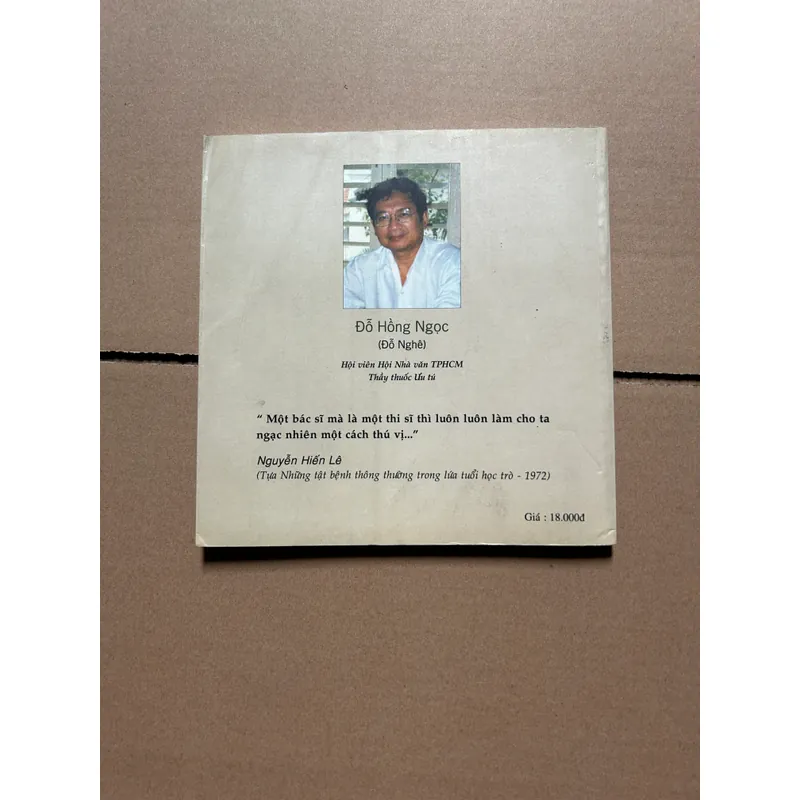 Đỗ Hồng Ngọc
(Đỗ Nghê)
Hội viên Hội Nhà văn TPHCM
Thầy thuốc Ưu tú
“ Một bác sĩ mà là một thi sĩ thì luôn luôn làm cho ta
ngạc nhiên một cách thú vị...”
Nguyễn Hiến Lê
(Tựa Những tật bệnh thông thường trong lứa tuổi học trò - 1972)
Giá : 18.000đ